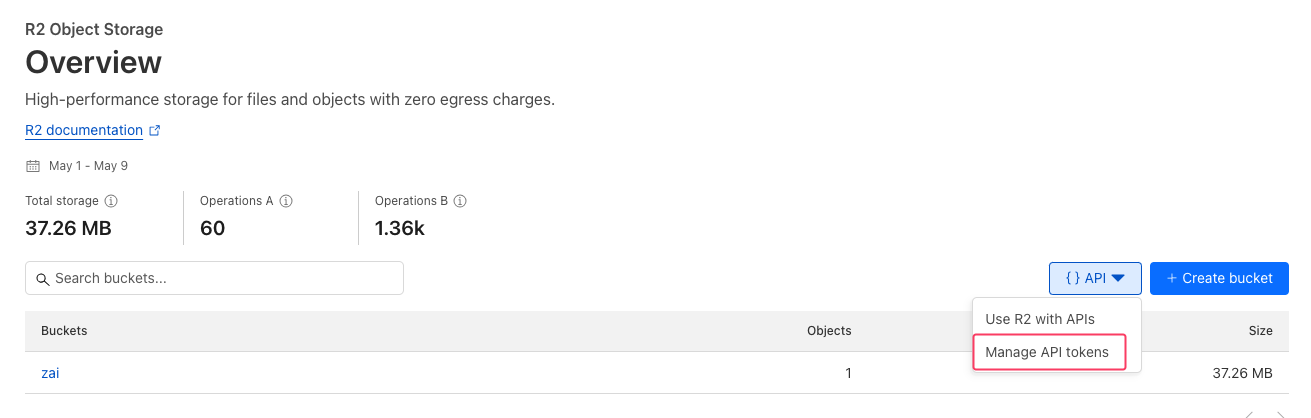 R2 Object Storage
Overview
High-performance storage for files and objects with zero egress charges.
R2 documentation
May 1 - May 9
Total storage
Operations A
Operations B
37.26 MB
60
1.36k
Search buckets...
{ } API
+ Create bucket
Use R2 with APIs
Manage API tokens
Buckets
Objects
Size
zai
1
37.26 MB